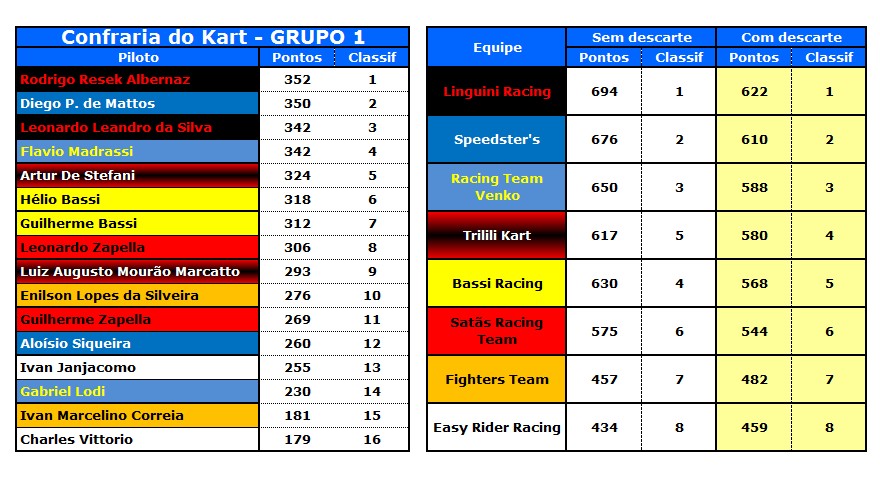 Confraria do Kart - GRUPO 1
Piloto Pontos Classif
Rodrigo Resek Albernaz 352 1
Diego P. de Mattos 350 2
Leonardo Leandro da Silva 342 3
Flavio Madrassi 342 4
Artur De Stefani 324 5
Hélio Bassi 318 6
Guilherme Bassi 312 7
Leonardo Zapella 306 8
Luiz Augusto Mourão Marcatto 293 9
Enilson Lopes da Silveira 276 10
Guilherme Zapella 269 11
Aloísio Siqueira 260 12
Ivan Janjacomo 255 13
Gabriel Lodi 230 14
Ivan Marcelino Correia 181 15
Charles Vittorio 179 16
Equipe Sem descarte Com descarte
Pontos Classif Pontos Classif
Linguini Racing 694 1 622 1
Speedster's 676 2 610 2
Racing Team
Venko 650 3 588 3
Trilili Kart 617 5 580 4
Bassi Racing 630 4 568 5
Satãs Racing
Team 575 6 544 6
Fighters Team 457 7 482 7
Easy Rider Racing 434 8 459 8